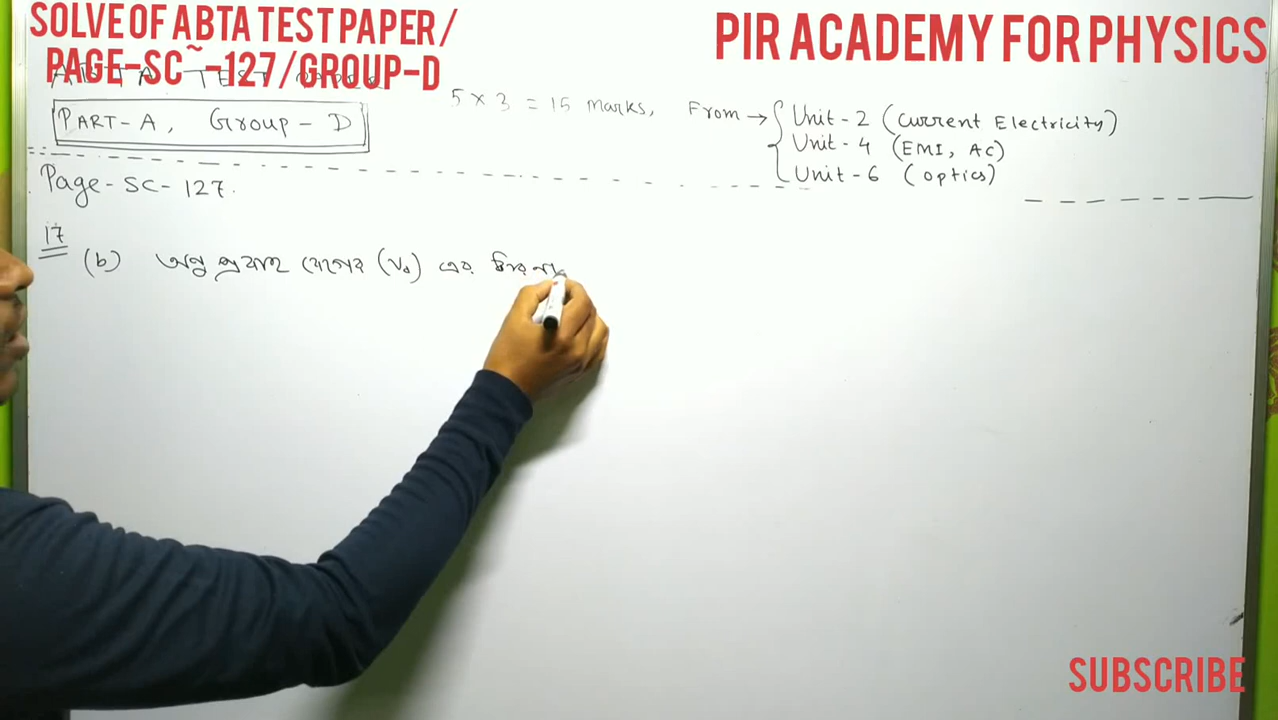 SOLVE OF ABTA TEST PAPER /
PAGE-SC~-127/GROUP-D
PIR ACADEMY FOR PHYSICS
ABTA TEST
PART-A, Group - D
5 × 3 = 15 marks, From → Unit - 2 (Current Electricity)
Unit - 4 (EMI, AC)
Unit - 6 (optics)
Page - SC - 127.
17
(b) অনুপ্রবাহ বেগের (Vd) এর
SUBSCRIBE